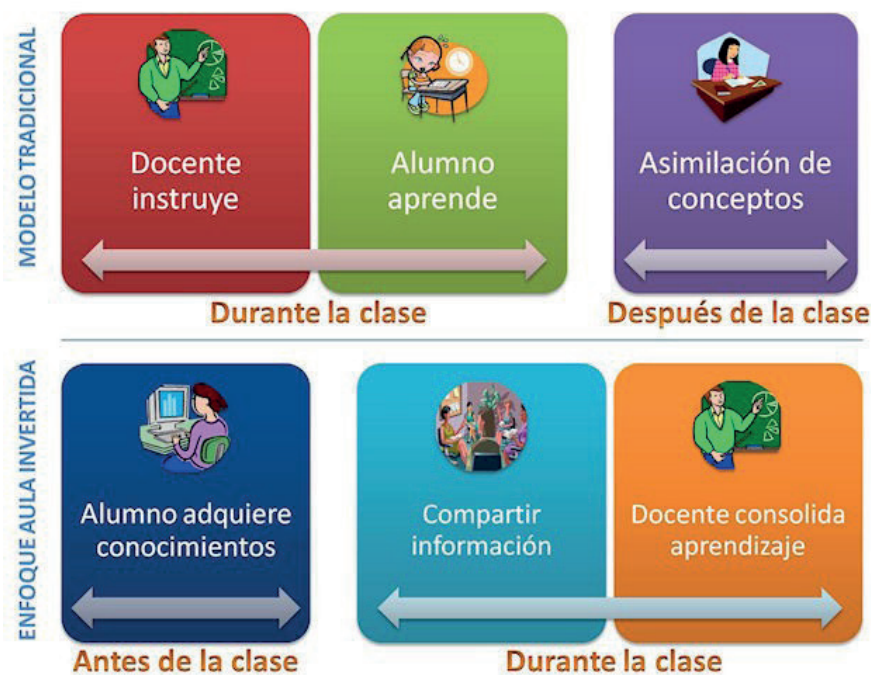 MODELO TRADICIONAL
Docente
instruye
Alumno
aprende
Asimilación de
conceptos
Durante la clase
Después de la clase
ENFOQUE AULA INVERTIDA
Alumno adquiere
conocimientos
Compartir
información
Docente consolida
aprendizaje
Antes de la clase
Durante la clase